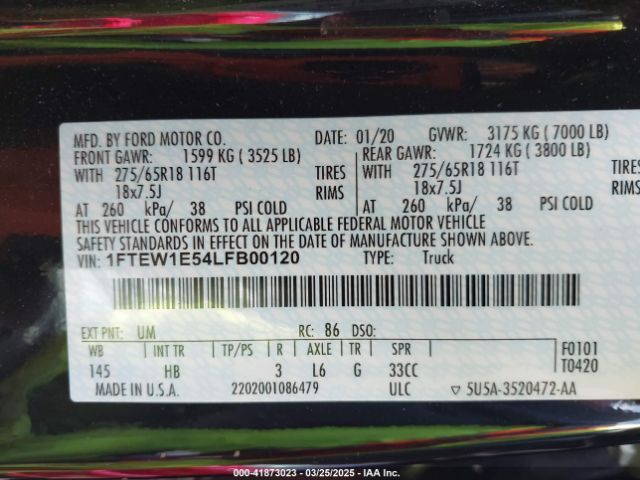 MFD. BY FORD MOTOR CO. DATE: 01/20 GVWR: 3175 KG ( 7000 LB)
FRONT GAWR: 1599 KG ( 3525 LB) REAR GAWR: 1724 KG ( 3800 LB)
WITH 275/65R18 116T TIRES WITH 275/65R18 116T TIRES
18x7.5J RIMS 18x7.5J RIMS
AT 260 kPa/ 38 PSI COLD AT 260 kPa/ 38 PSI COLD
THIS VEHICLE CONFORMS TO ALL APPLICABLE FEDERAL MOTOR VEHICLE
SAFETY STANDARDS IN EFFECT ON THE DATE OF MANUFACTURE SHOWN ABOVE.
VIN: 1FTEW1E54LFB00120 TYPE: Truck
EXT PNT: UM RC: 86 DSO:
WB INT TR TP/PS R AXLE TR SPR F0101
145 HB 3 L6 G 33CC T0420
MADE IN U.S.A. 2202001086479 ULC ▽ 5U5A-3520472-AA
000-41873023 | 03/25/2025 - IAA Inc.